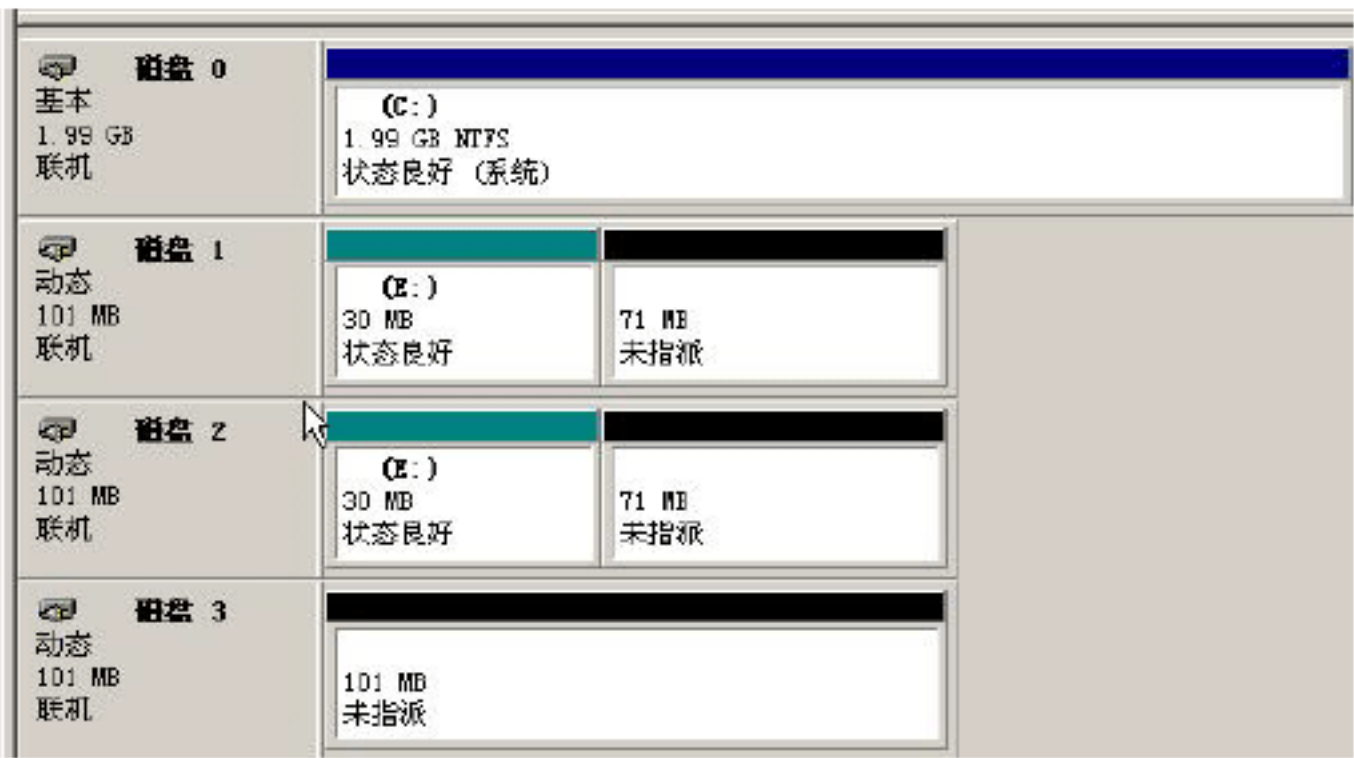 磁盘 0
基本
1.99 GB
联机
(C:)
1.99 GB NTFS
状态良好 (系统)
磁盘 1
动态
101 MB
联机
(E:)
30 MB
状态良好
71 MB
未指派
磁盘 2
动态
101 MB
联机
(E:)
30 MB
状态良好
71 MB
未指派
磁盘 3
动态
101 MB
联机
101 MB
未指派